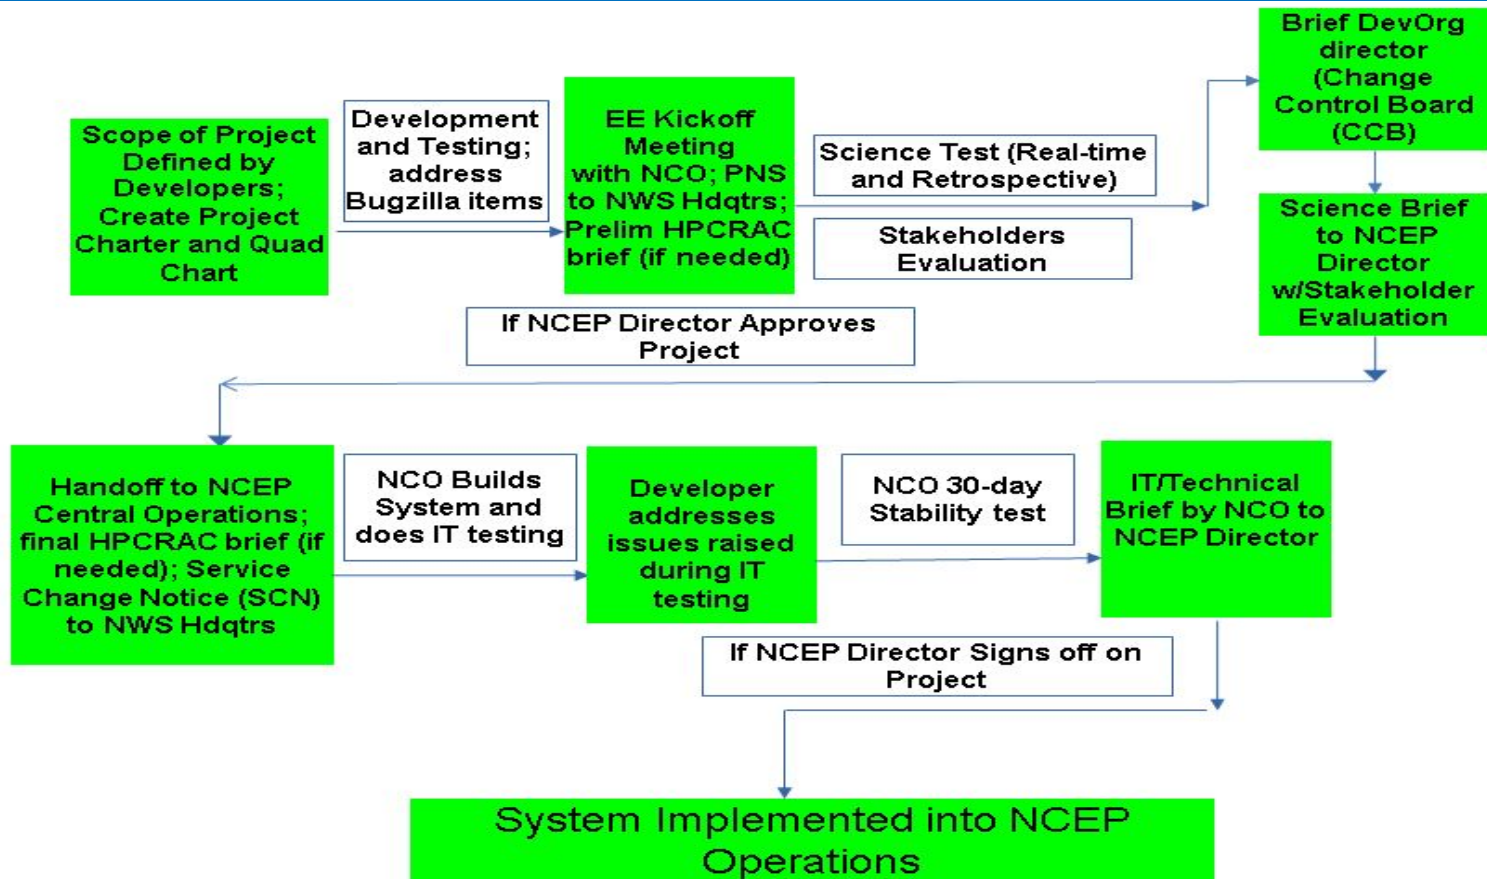 Scope of Project
Defined by
Developers;
Create Project
Charter and Quad
Chart
Development
and Testing;
address
Bugzilla items
EE Kickoff
Meeting
with NCO; PNS
to NWS Hdqtrs;
Prelim HPCRAC
brief (if needed)
Science Test (Real-time
and Retrospective)
Stakeholders
Evaluation
Brief DevOrg
director
(Change
Control Board
(CCB)
Science Brief
to NCEP
Director
w/Stakeholder
Evaluation
If NCEP Director Approves
Project
Handoff to NCEP
Central Operations;
final HPCRAC brief (if
needed); Service
Change Notice (SCN)
to NWS Hdqtrs
NCO Builds
System and
does IT testing
Developer
addresses
issues raised
during IT
testing
NCO 30-day
Stability test
IT/Technical
Brief by NCO to
NCEP Director
If NCEP Director Signs off on
Project
System Implemented into NCEP
Operations